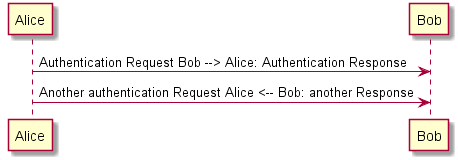 Alice Bob
Authentication Request Bob --> Alice: Authentication Response
Another authentication Request Alice <-- Bob: another Response
Alice Bob